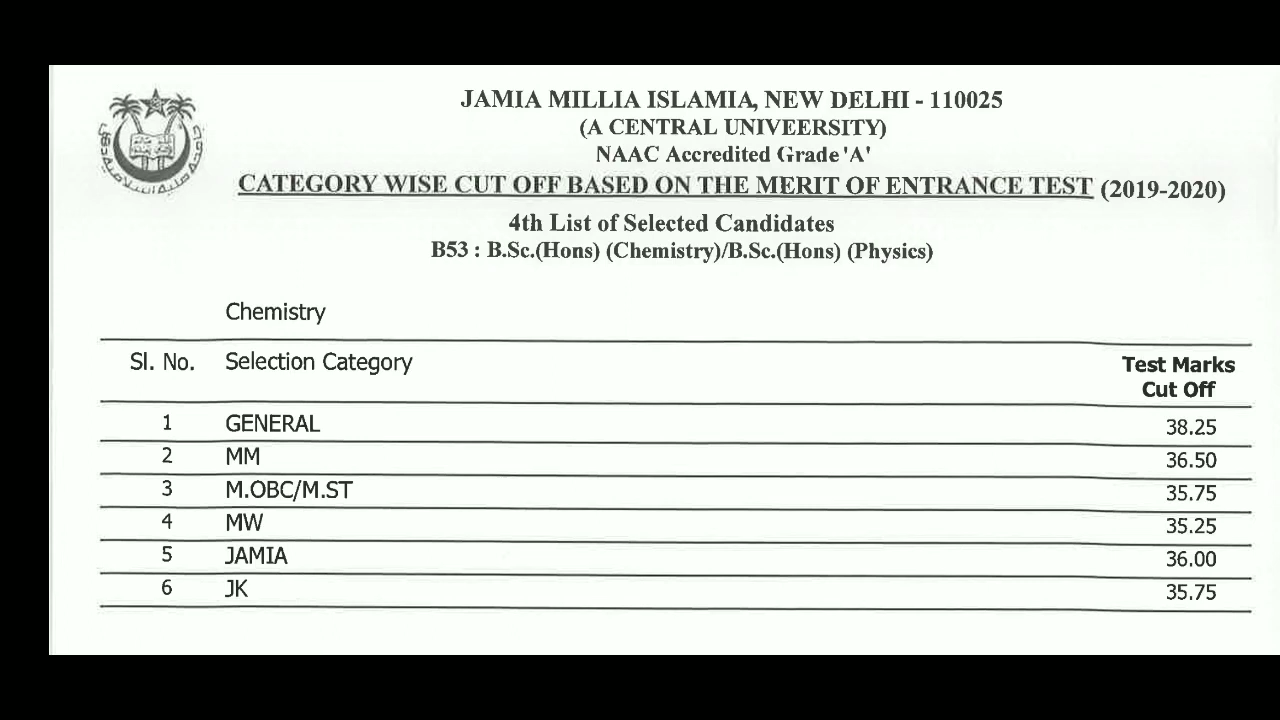 JAMIA MILLIA ISLAMIA, NEW DELHI - 110025
(A CENTRAL UNIVEERSITY)
NAAC Accredited Grade 'A'
CATEGORY WISE CUT OFF BASED ON THE MERIT OF ENTRANCE TEST (2019-2020)
4th List of Selected Candidates
B53 : B.Sc.(Hons) (Chemistry)/B.Sc.(Hons) (Physics)
Chemistry
Sl. No. Selection Category Test Marks
Cut Off
1 GENERAL 38.25
2 MM 36.50
3 M.OBC/M.ST 35.75
4 MW 35.25
5 JAMIA 36.00
6 JK 35.75